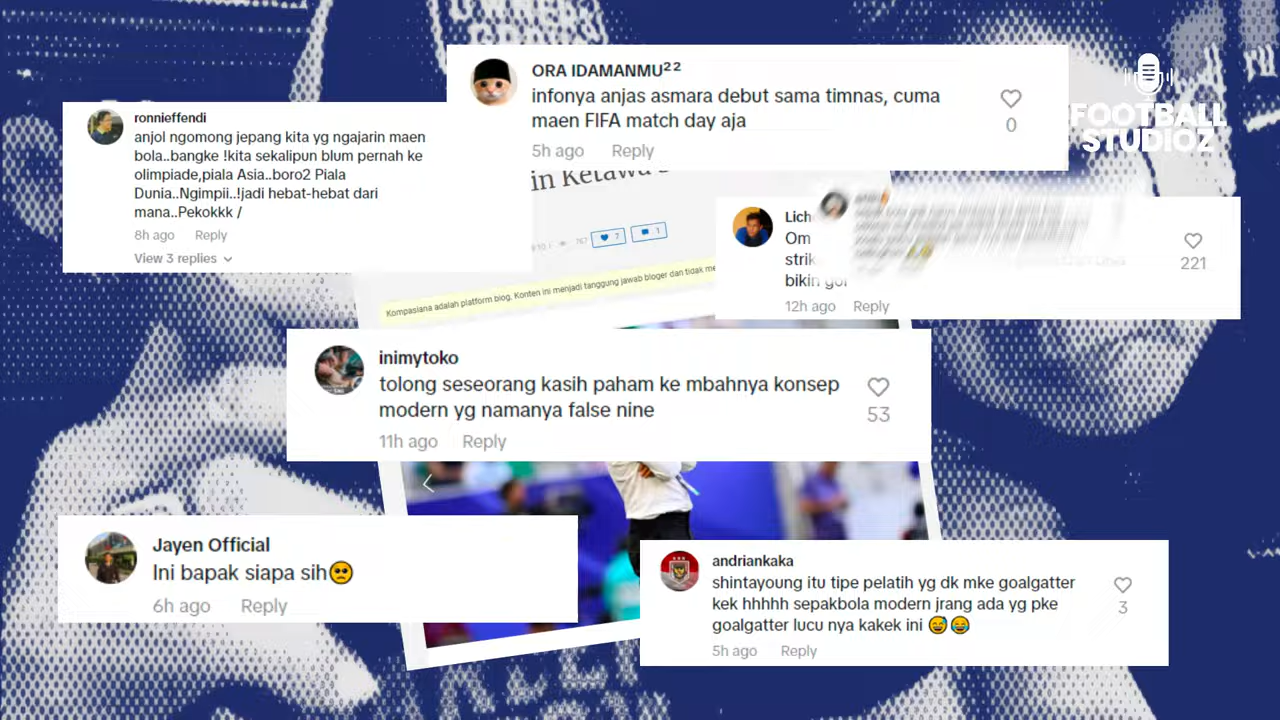 ORA IDAMANMU²²
infonya anjas asmara debut sama timnas, cuma
maen FIFA match day aja
0
5h ago Reply
FOOTBALL
STUDIOZ
ronnieffendi
anjol ngomong jepang kita yg ngajarin maen
bola..bangke !kita sekalipun blum pernah ke
olimpiade,piala Asia..boro2 Piala
Dunia..Ngimpii..!jadi hebat-hebat dari
mana..Pekokkk /
8h ago Reply
View 3 replies
in Ketawa
767 7 1
Kompasiana adalah platform blog. Konten ini menjadi tanggung jawab bloger dan tidak me
Lich
Om
strik
bikin gol
221
12h ago Reply
inimytoko
tolong seseorang kasih paham ke mbahnya konsep
modern yg namanya false nine
53
11h ago Reply
Jayen Official
Ini bapak siapa sih🥺
6h ago Reply
andriankaka
shintayoung itu tipe pelatih yg dk mke goalgatter
kek hhhhh sepakbola modern jrang ada yg pke
goalgatter lucu nya kakek ini 😅😂
3
5h ago Reply